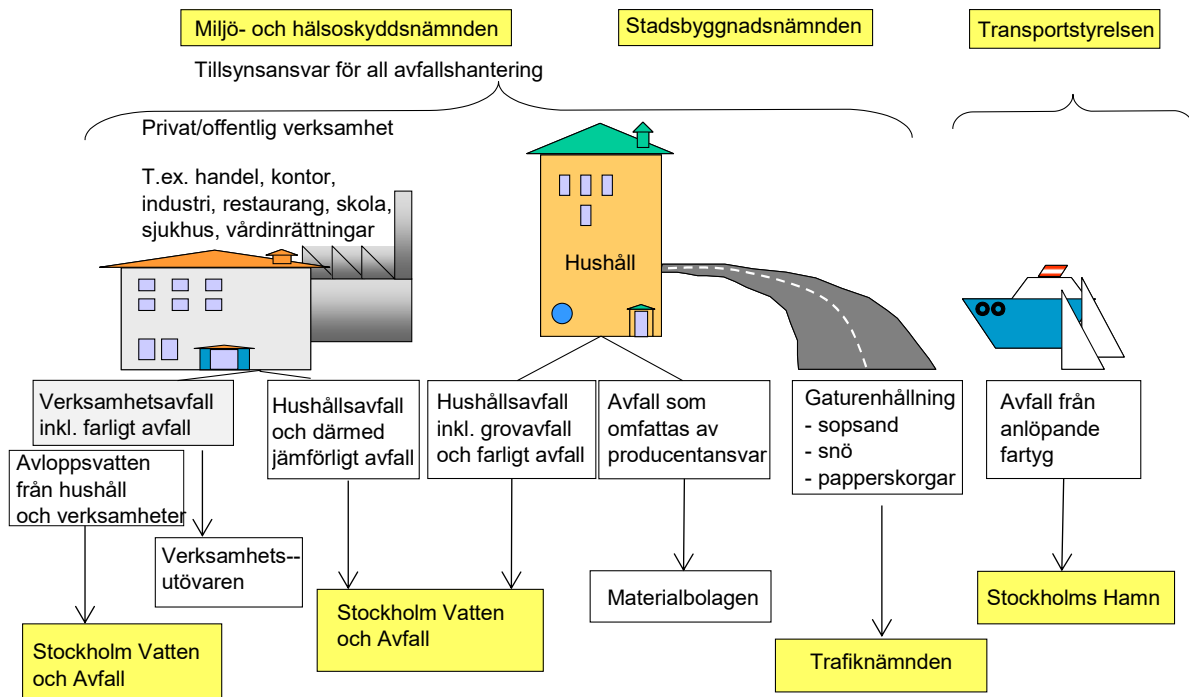 Miljö- och hälsoskyddsnämnden
Stadsbyggnadsnämnden
Transportstyrelsen
Tillsynsansvar för all avfallshantering
Privat/offentlig verksamhet
T.ex. handel, kontor,
industri, restaurang, skola,
sjukhus, vårdinrättningar
Hushåll
Verksamhetsavfall
inkl. farligt avfall
Hushållsavfall
och därmed
jämförligt avfall
Hushållsavfall
inkl. grovavfall
och farligt avfall
Avfall som
omfattas av
producentansvar
Gaturenhållning
- sopsand
- snö
- papperskorgar
Avfall från
anlöpande
fartyg
Avloppsvatten
från hushåll
och verksamheter
Verksamhets--
utövaren
Stockholm Vatten
och Avfall
Stockholm Vatten
och Avfall
Materialbolagen
Trafiknämnden
Stockholms Hamn